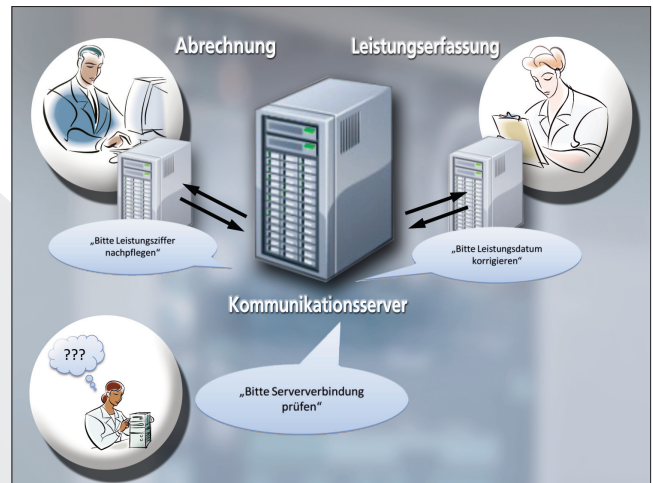 Abrechnung
Leistungserfassung
„Bitte Leistungsziffer
nachpflegen“
„Bitte Leistungsdatum
korrigieren“
Kommunikationsserver
???
„Bitte Serververbindung
prüfen“